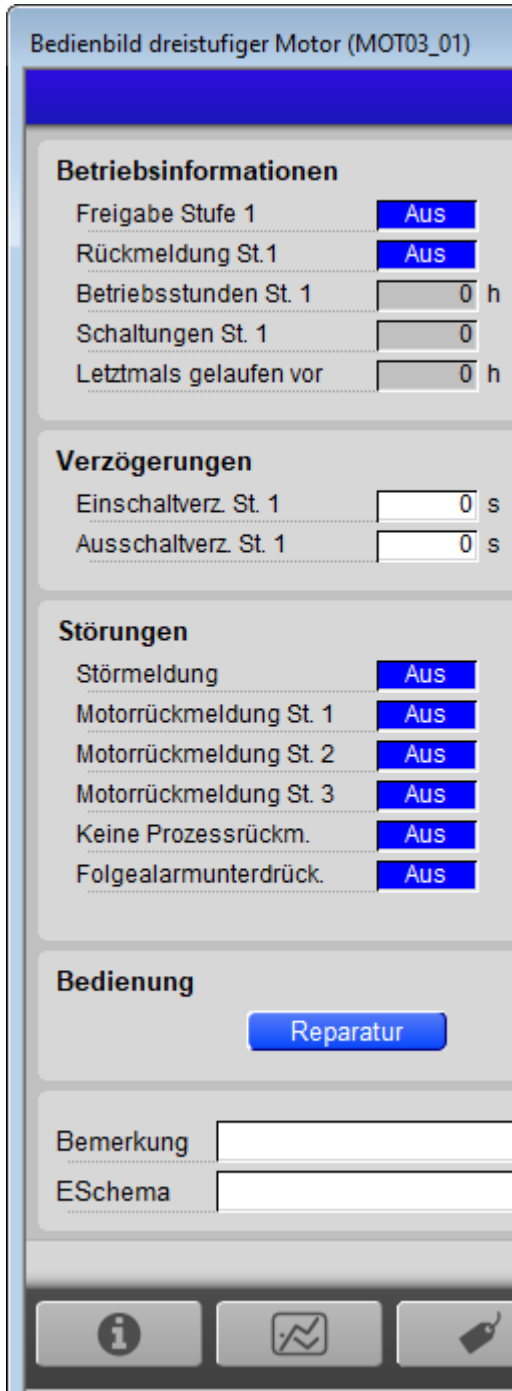 Bedienbild dreistufiger Motor (MOT03_01)
Betriebsinformationen
Freigabe Stufe 1 Aus
Rückmeldung St.1 Aus
Betriebsstunden St. 1 0 h
Schaltungen St. 1 0
Letztmals gelaufen vor 0 h
Verzögerungen
Einschaltverz. St. 1 0 s
Ausschaltverz. St. 1 0 s
Störungen
Störmeldung Aus
Motorrückmeldung St. 1 Aus
Motorrückmeldung St. 2 Aus
Motorrückmeldung St. 3 Aus
Keine Prozessrückm. Aus
Folgealarmunterdrück. Aus
Bedienung
Reparatur
Bemerkung
ESchema